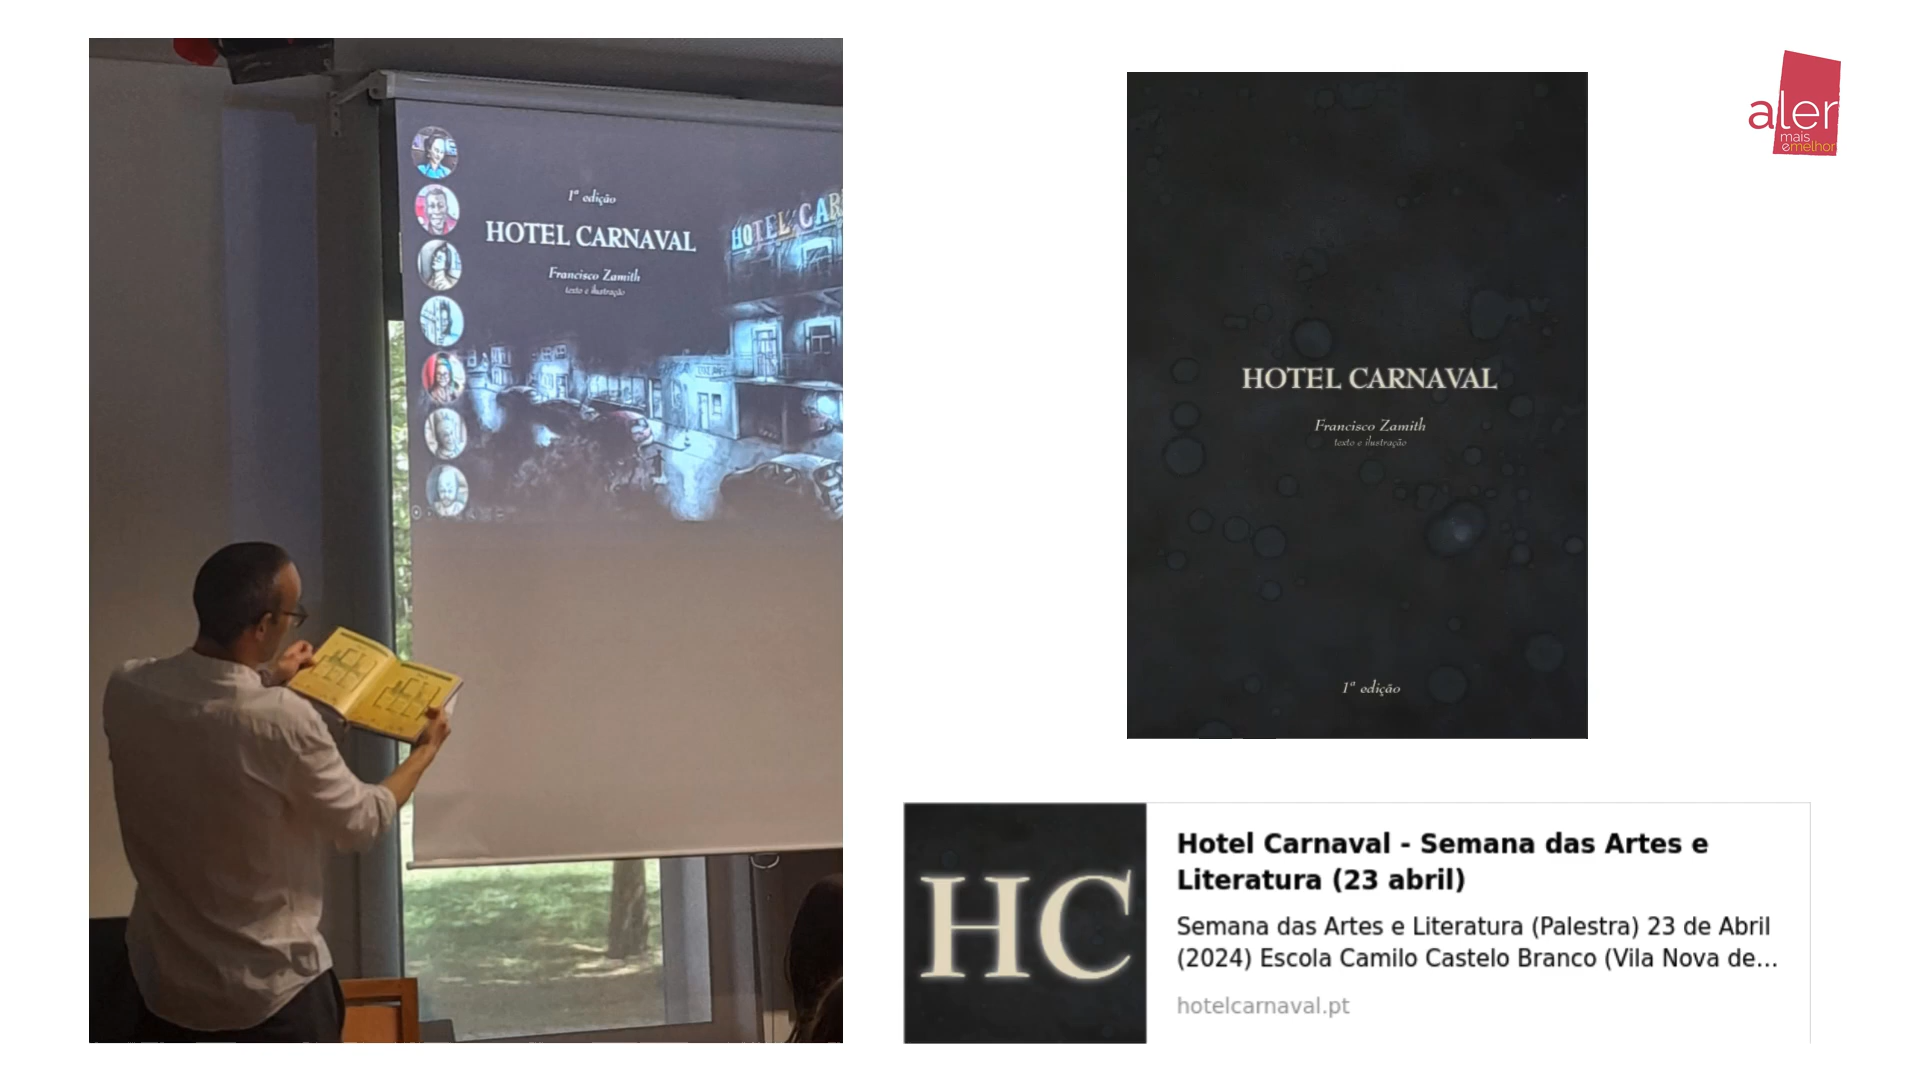 1ª edição
HOTEL CARNAVAL
Francisco Zamith
texto e ilustração
HOTEL CAR
HOTEL CARNAVAL
Francisco Zamith
texto e ilustração
1ª edição
aler
mais
emelhor
HC
Hotel Carnaval - Semana das Artes e
Literatura (23 abril)
Semana das Artes e Literatura (Palestra) 23 de Abril
(2024) Escola Camilo Castelo Branco (Vila Nova de...
hotelcarnaval.pt